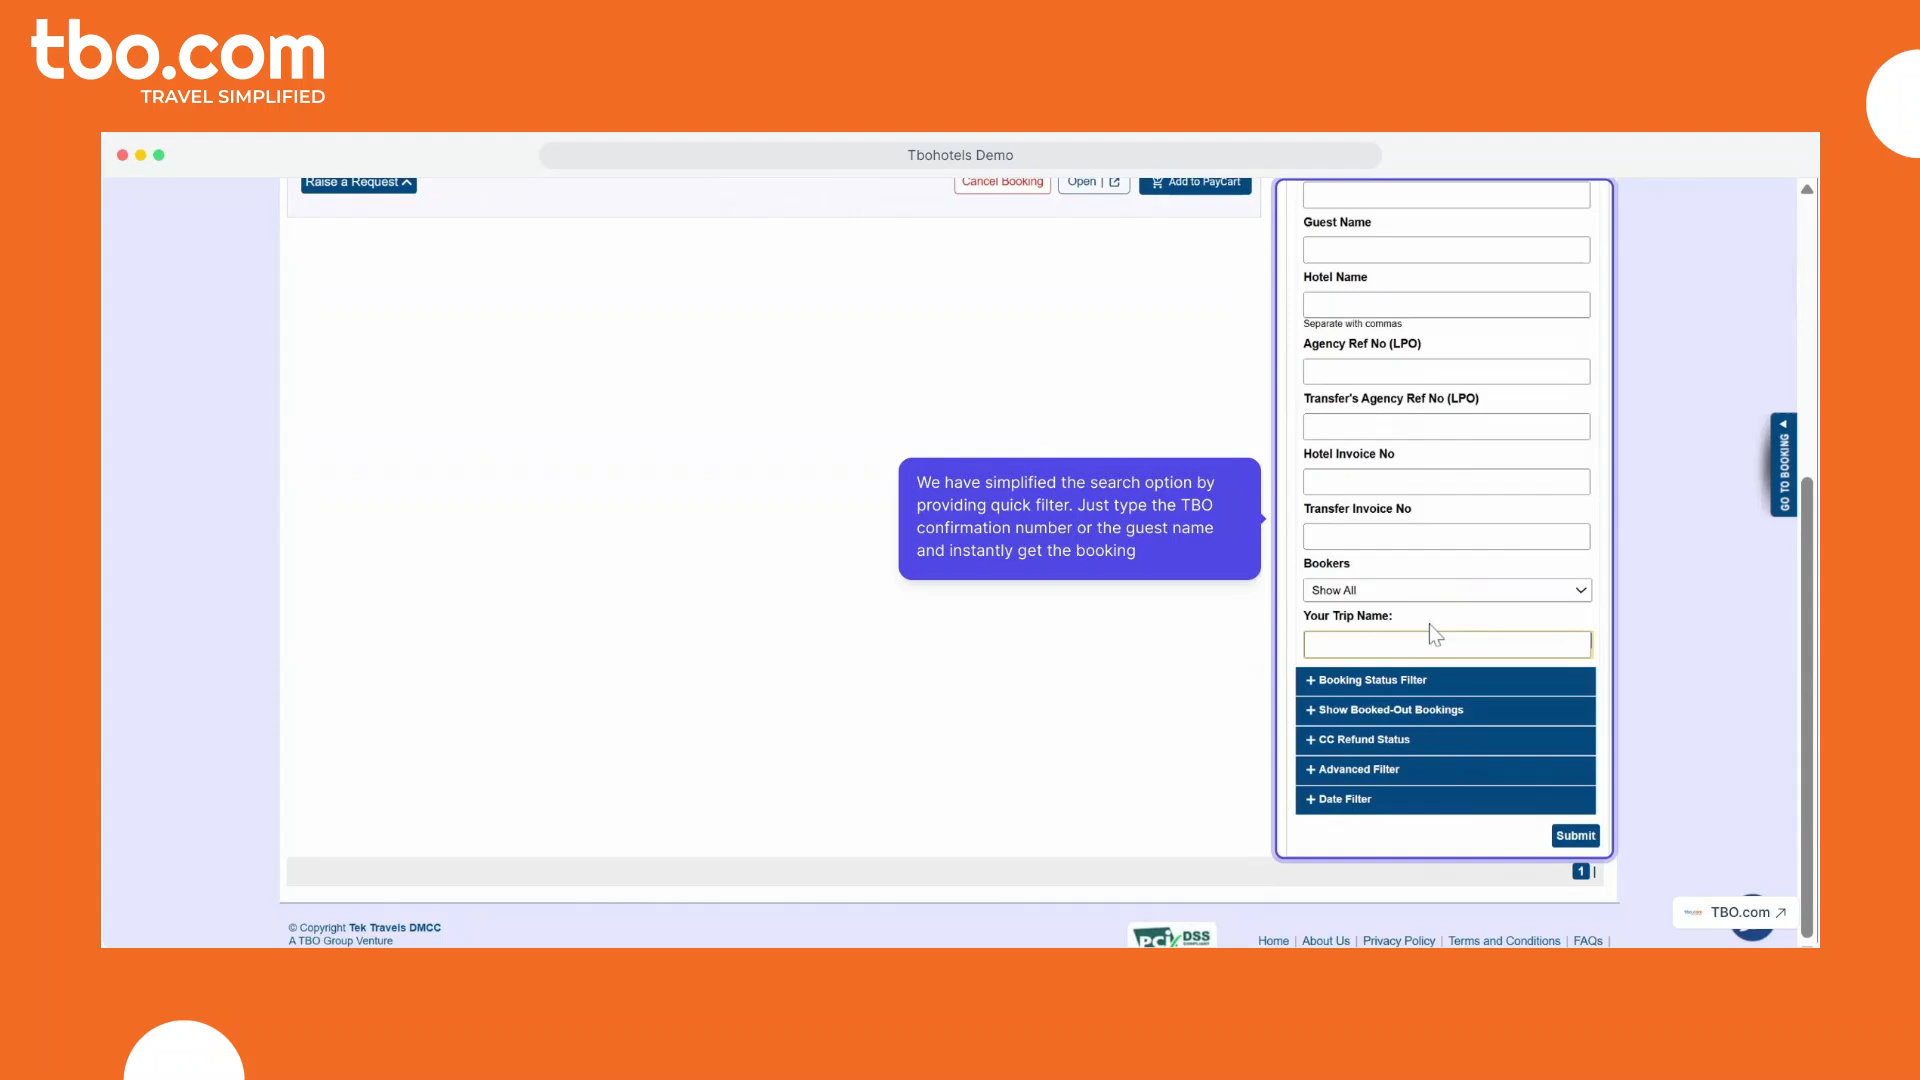 tbo.com
TRAVEL SIMPLIFIED
Tbohotels Demo
Raise a Request
Cancel Booking
Open |
Add to PayCart
Guest Name
Hotel Name
Separate with commas
Agency Ref No (LPO)
Transfer's Agency Ref No (LPO)
Hotel Invoice No
Transfer Invoice No
Bookers
Show All
Your Trip Name:
+ Booking Status Filter
+ Show Booked-Out Bookings
+ CC Refund Status
+ Advanced Filter
+ Date Filter
Submit
1 |
We have simplified the search option by
providing quick filter. Just type the TBO
confirmation number or the guest name
and instantly get the booking
GO TO BOOKING
TBO.com
© Copyright Tek Travels DMCC
A TBO Group Venture
PCI DSS
Home | About Us | Privacy Policy | Terms and Conditions | FAQs |